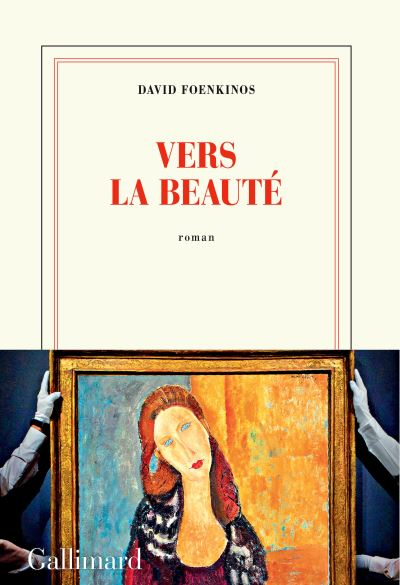 DAVID FOENKINOS
VERS
LA BEAUTÉ
roman
Gallimard